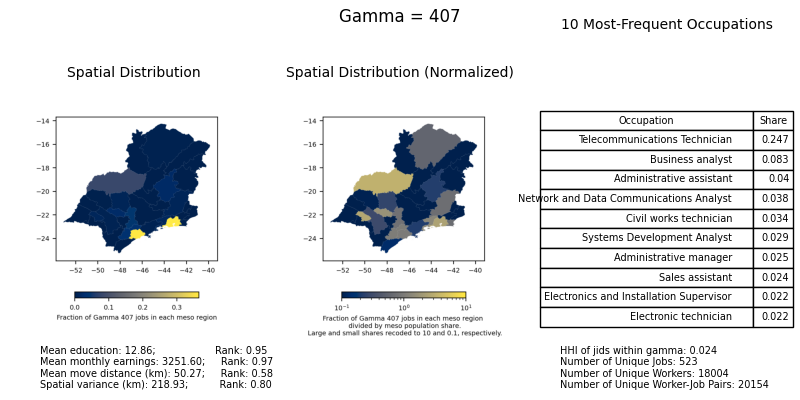 Gamma = 407
10 Most-Frequent Occupations
Spatial Distribution
Spatial Distribution (Normalized)
−14
−16
−18
−20
−22
−24
−52 −50 −48 −46 −44 −42 −40
0.0 0.1 0.2 0.3
Fraction of Gamma 407 jobs in each meso region
−14
−16
−18
−20
−22
−24
−52 −50 −48 −46 −44 −42 −40
10⁻¹ 10⁰ 10¹
Fraction of Gamma 407 jobs in each meso region
divided by meso population share.
Large and small shares recoded to 10 and 0.1, respectively.
Occupation Share
Telecommunications Technician 0.247
Business analyst 0.083
Administrative assistant 0.04
Network and Data Communications Analyst 0.038
Civil works technician 0.034
Systems Development Analyst 0.029
Administrative manager 0.025
Sales assistant 0.024
Electronics and Installation Supervisor 0.022
Electronic technician 0.022
Mean education: 12.86; Rank: 0.95
Mean monthly earnings: 3251.60; Rank: 0.97
Mean move distance (km): 50.27; Rank: 0.58
Spatial variance (km): 218.93; Rank: 0.80
HHI of jids within gamma: 0.024
Number of Unique Jobs: 523
Number of Unique Workers: 18004
Number of Unique Worker-Job Pairs: 20154